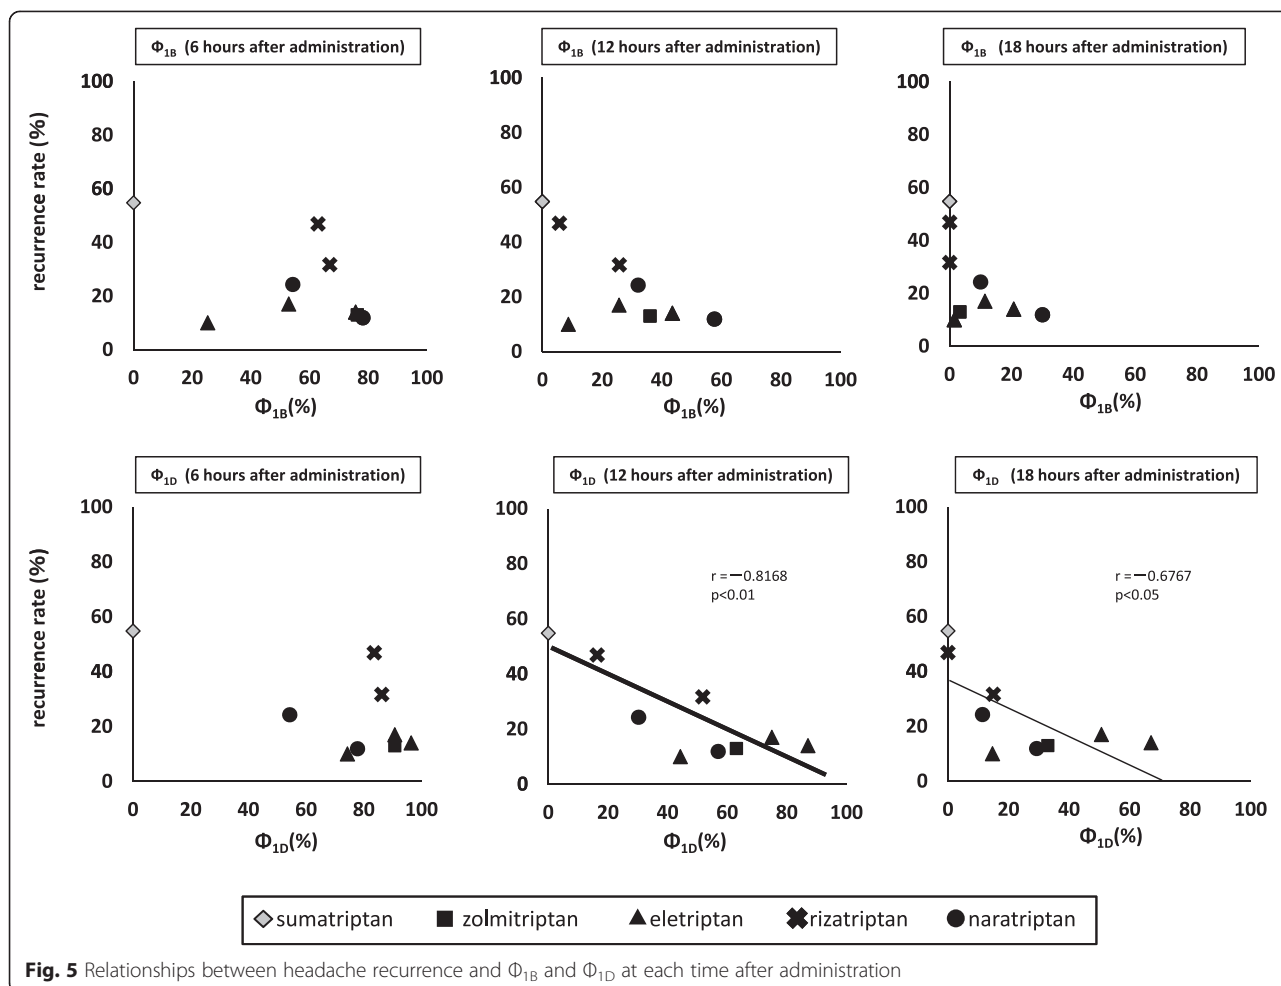 Φ1B (6 hours after administration)
Φ1B (12 hours after administration)
Φ1B (18 hours after administration)
recurrence rate (%)
100
80
60
40
20
0
0 20 40 60 80 100
Φ1B(%)
100
80
60
40
20
0
0 20 40 60 80 100
Φ1B(%)
100
80
60
40
20
0
0 20 40 60 80 100
Φ1B(%)
Φ1D (6 hours after administration)
Φ1D (12 hours after administration)
Φ1D (18 hours after administration)
recurrence rate (%)
100
80
60
40
20
0
0 20 40 60 80 100
Φ1D(%)
100
80
60
40
20
0
r = −0.8168
p<0.01
0 20 40 60 80 100
Φ1D(%)
100
80
60
40
20
0
r = −0.6767
p<0.05
0 20 40 60 80 100
Φ1D(%)
sumatriptan zolmitriptan eletriptan rizatriptan naratriptan
Fig. 5 Relationships between headache recurrence and Φ1B and Φ1D at each time after administration